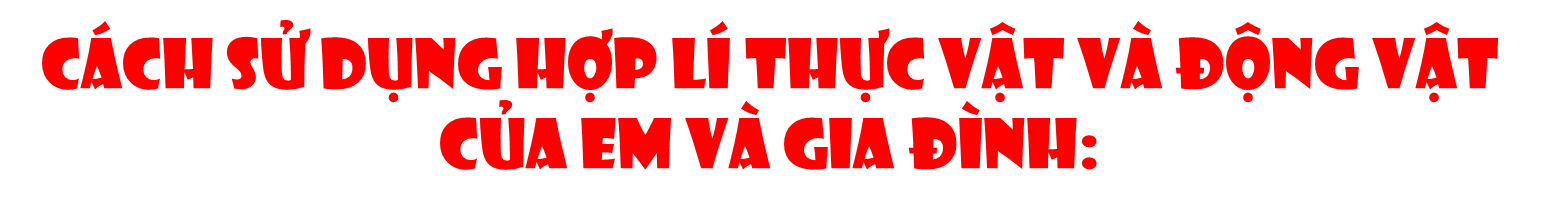 CÁCH SỬ DỤNG HỢP LÍ THỰC VẬT VÀ ĐỘNG VẬT
CỦA EM VÀ GIA ĐÌNH: